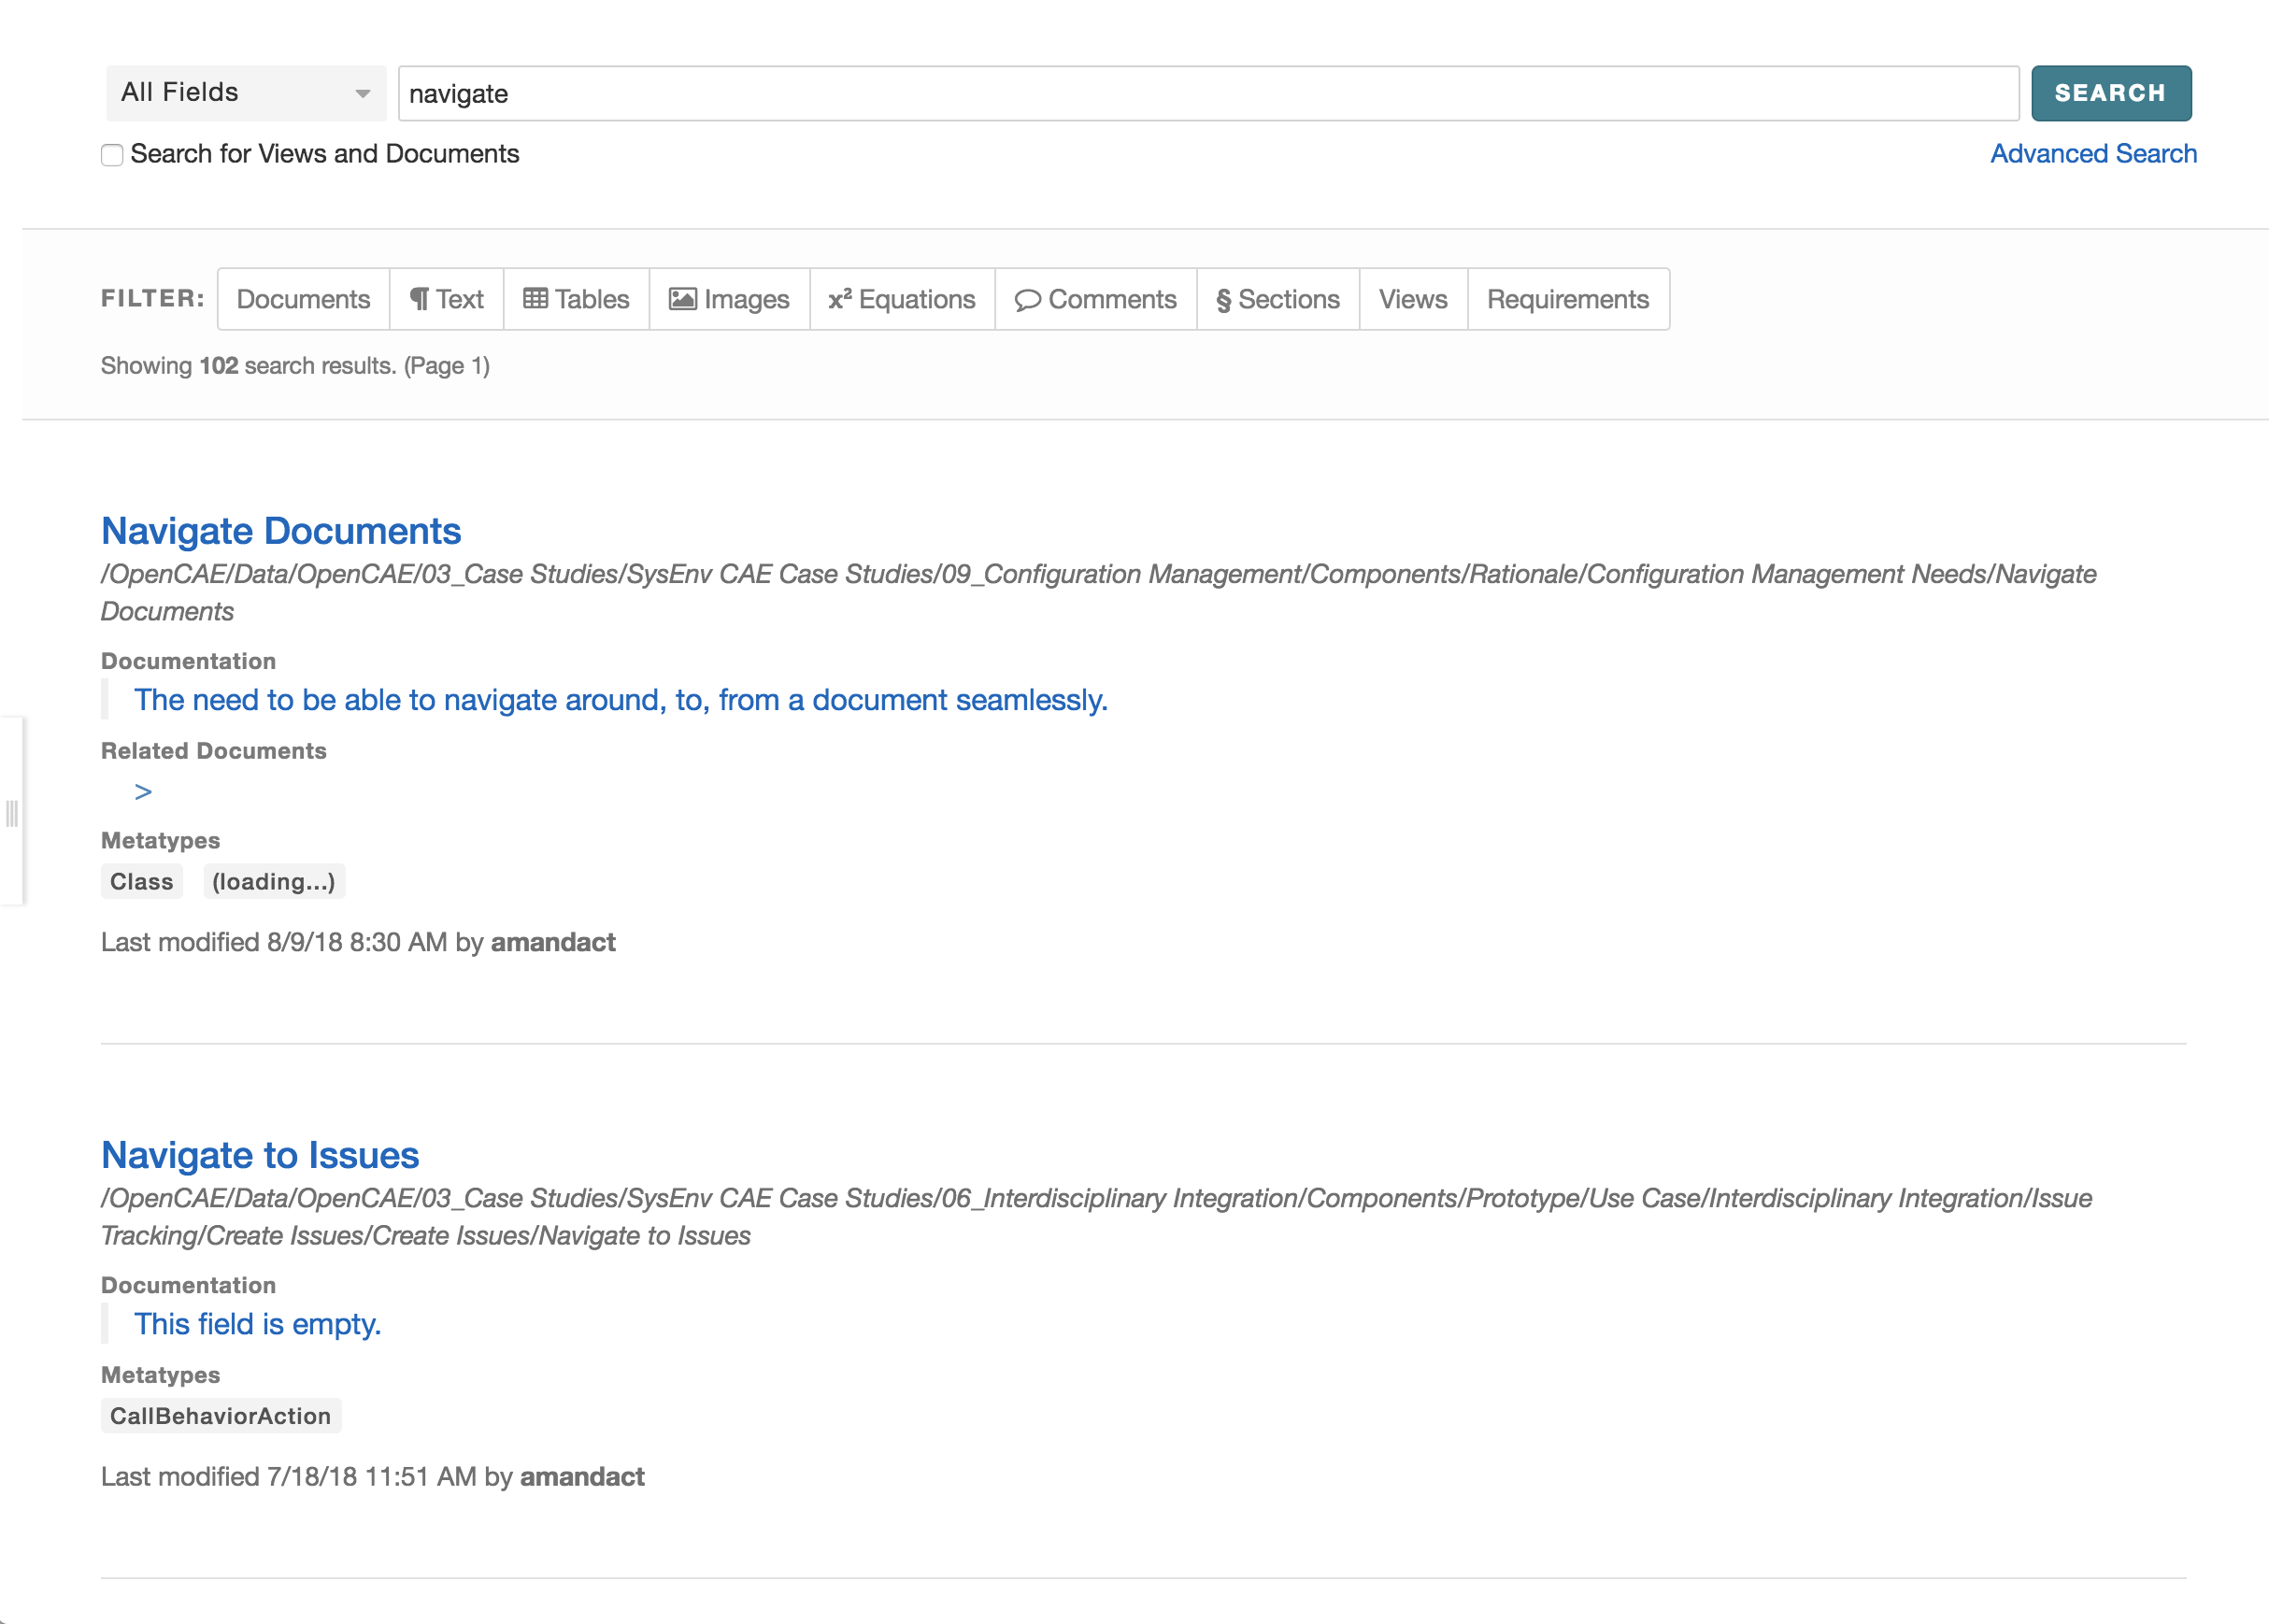 All Fields navigate SEARCH
Search for Views and Documents Advanced Search
FILTER: Documents ¶ Text Tables Images x² Equations Comments § Sections Views Requirements
Showing 102 search results. (Page 1)
Navigate Documents
/OpenCAE/Data/OpenCAE/03_Case Studies/SysEnv CAE Case Studies/09_Configuration Management/Components/Rationale/Configuration Management Needs/Navigate
Documents
Documentation
The need to be able to navigate around, to, from a document seamlessly.
Related Documents
>
Metatypes
Class (loading...)
Last modified 8/9/18 8:30 AM by amandact
Navigate to Issues
/OpenCAE/Data/OpenCAE/03_Case Studies/SysEnv CAE Case Studies/06_Interdisciplinary Integration/Components/Prototype/Use Case/Interdisciplinary Integration/Issue
Tracking/Create Issues/Create Issues/Navigate to Issues
Documentation
This field is empty.
Metatypes
CallBehaviorAction
Last modified 7/18/18 11:51 AM by amandact